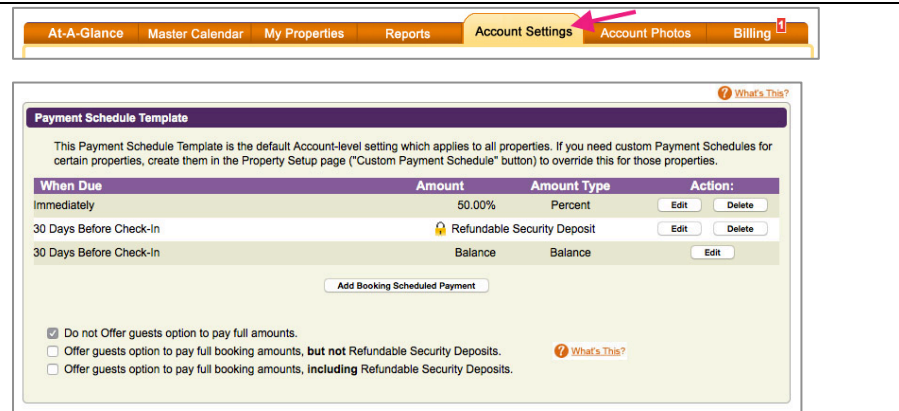 At-A-Glance Master Calendar My Properties Reports Account Settings Account Photos Billing 1
? What's This?
Payment Schedule Template
This Payment Schedule Template is the default Account-level setting which applies to all properties. If you need custom Payment Schedules for
certain properties, create them in the Property Setup page ("Custom Payment Schedule" button) to override this for those properties.
When Due Amount Amount Type Action:
Immediately 50.00% Percent Edit Delete
30 Days Before Check-In Refundable Security Deposit Edit Delete
30 Days Before Check-In Balance Balance Edit
Add Booking Scheduled Payment
Do not Offer guests option to pay full amounts.
Offer guests option to pay full booking amounts, but not Refundable Security Deposits. ? What's This?
Offer guests option to pay full booking amounts, including Refundable Security Deposits.